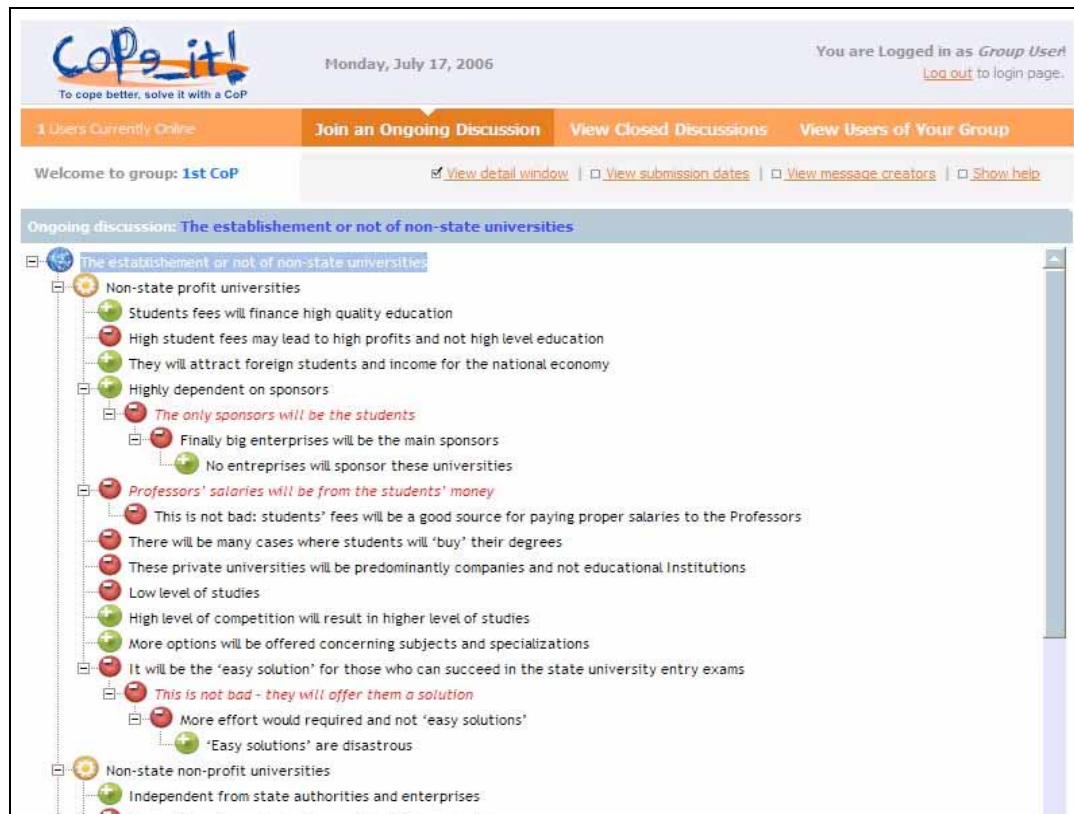 CoPe_it!
To cope better, solve it with a CoP
Monday, July 17, 2006
You are Logged in as Group User!
Log out to login page.
1 Users Currently Online
Join an Ongoing Discussion
View Closed Discussions
View Users of Your Group
Welcome to group: 1st CoP
View detail window | View submission dates | View message creators | Show help
Ongoing discussion: The establishement or not of non-state universities
The establishement or not of non-state universities
Non-state profit universities
Students fees will finance high quality education
High student fees may lead to high profits and not high level education
They will attract foreign students and income for the national economy
Highly dependent on sponsors
The only sponsors will be the students
Finally big enterprises will be the main sponsors
No entreprises will sponsor these universities
Professors' salaries will be from the students' money
This is not bad: students' fees will be a good source for paying proper salaries to the Professors
There will be many cases where students will 'buy' their degrees
These private universities will be predominantly companies and not educational Institutions
Low level of studies
High level of competition will result in higher level of studies
More options will be offered concerning subjects and specializations
It will be the 'easy solution' for those who can succeed in the state university entry exams
This is not bad - they will offer them a solution
More effort would required and not 'easy solutions'
'Easy solutions' are disastrous
Non-state non-profit universities
Independent from state authorities and enterprises